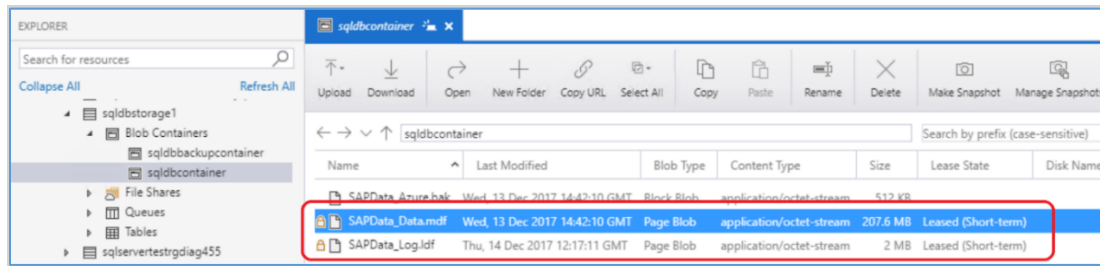 EXPLORER
Search for resources
Collapse All Refresh All
sqldbstorage1
Blob Containers
sqldbbackupcontainer
sqldbcontainer
File Shares
Queues
Tables
sqlservertestrgdiag455
sqldbcontainer
Upload Download Open New Folder Copy URL Select All Copy Paste Rename Delete Make Snapshot Manage Snapshots
sqldbcontainer Search by prefix (case-sensitive)
Name Last Modified Blob Type Content Type Size Lease State Disk Name
SAPData_Azure.bak Wed, 13 Dec 2017 14:42:10 GMT Block Blob application/octet-stream 512 KB
SAPData_Data.mdf Wed, 13 Dec 2017 14:42:10 GMT Page Blob application/octet-stream 207.6 MB Leased (Short-term)
SAPData_Log.ldf Thu, 14 Dec 2017 12:17:11 GMT Page Blob application/octet-stream 2 MB Leased (Short-term)